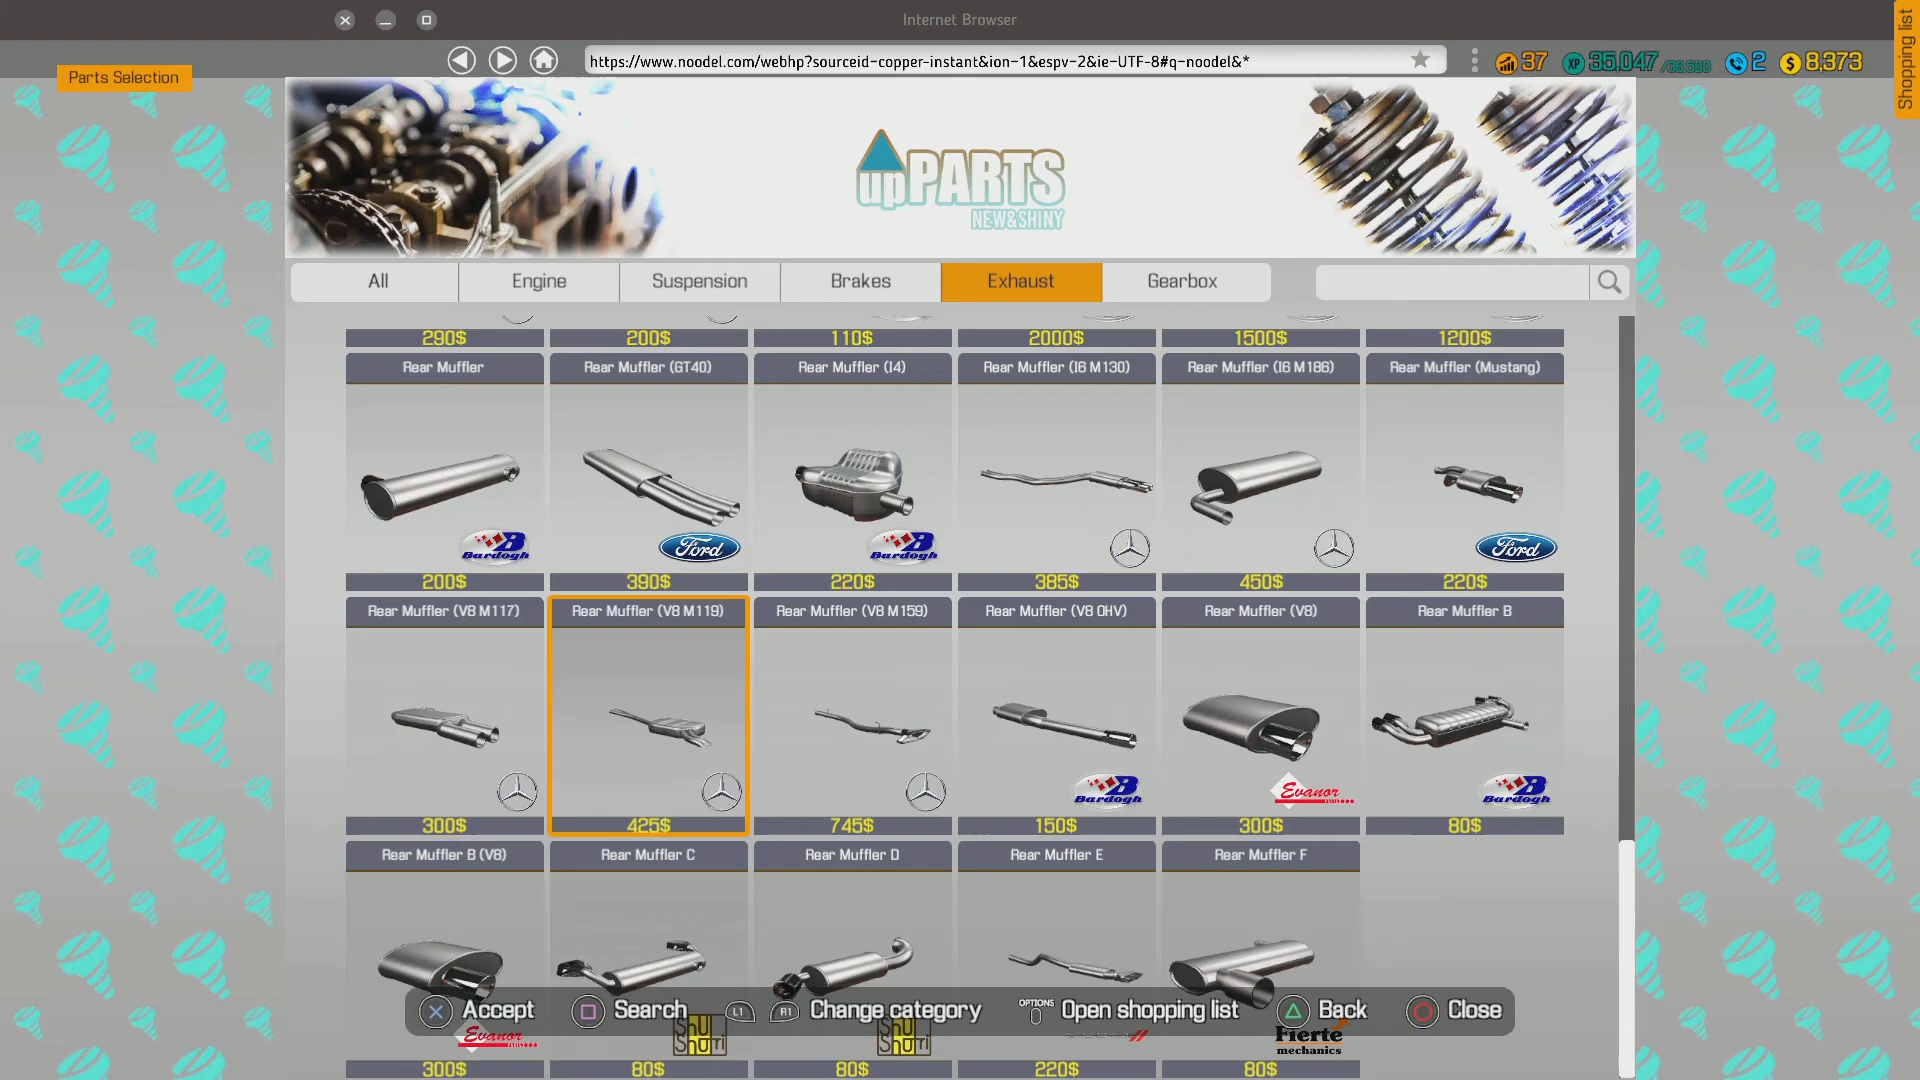 Internet Browser
Shopping list
Parts Selection
https://www.noodel.com/webhp?sourceid-copper-instant&ion-1&espv-2&ie-UTF-8#q-noodel&*
37 XP 35,047 2 $ 8,373
upPARTS
NEW&SHINY
All Engine Suspension Brakes Exhaust Gearbox
290$ 200$ 110$ 2000$ 1500$ 1200$
Rear Muffler Rear Muffler (GT40) Rear Muffler (I4) Rear Muffler (I6 M130) Rear Muffler (I6 M186) Rear Muffler (Mustang)
B Bardogh Ford B Bardogh Ford
200$ 390$ 220$ 385$ 450$ 220$
Rear Muffler (V8 M117) Rear Muffler (V8 M119) Rear Muffler (V8 M159) Rear Muffler (V8 OHV) Rear Muffler (V8) Rear Muffler B
B Bardogh Evanor B Bardogh
300$ 425$ 745$ 150$ 300$ 80$
Rear Muffler B (V8) Rear Muffler C Rear Muffler D Rear Muffler E Rear Muffler F
Accept Search L1 R1 Change category OPTIONS Open shopping list Back Close
Evanor Shu Shurri Shu Shurri Fierte mechanics
300$ 80$ 80$ 220$ 80$